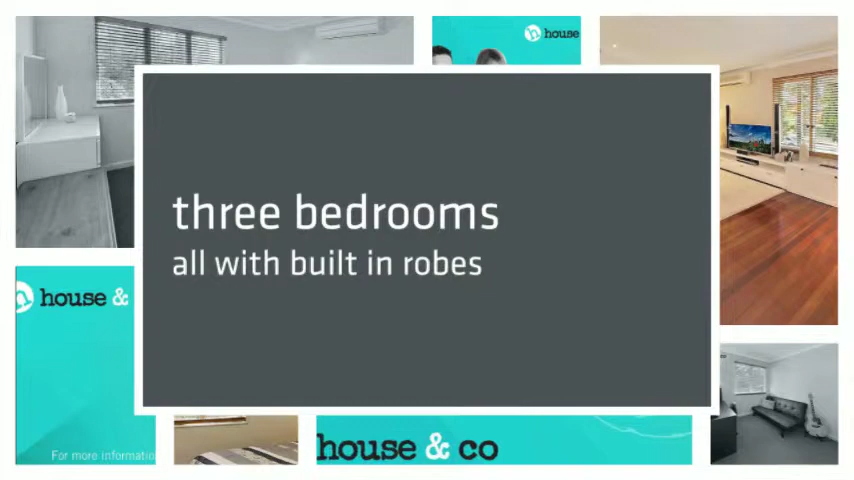 house
three bedrooms
all with built in robes
house &
For more informatio
house & co